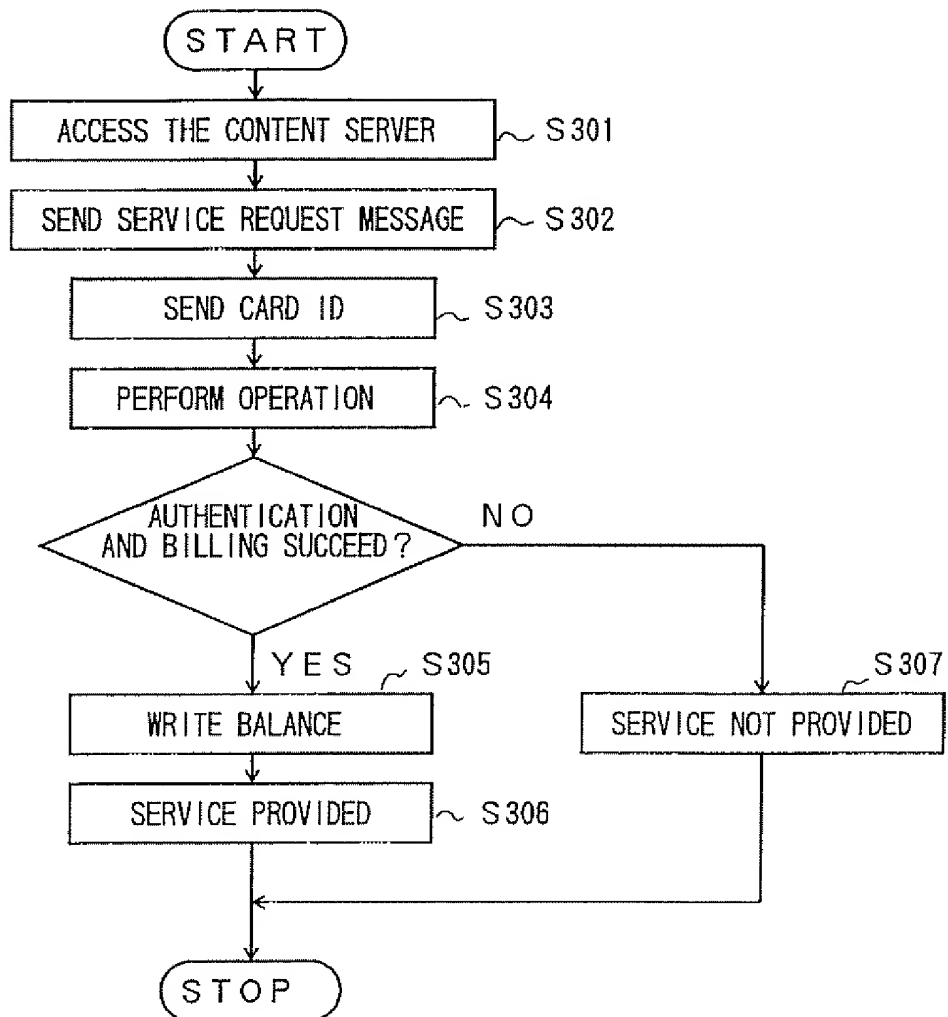 START
ACCESS THE CONTENT SERVER
S301
SEND SERVICE REQUEST MESSAGE
S302
SEND CARD ID
S303
PERFORM OPERATION
S304
AUTHENTICATION
AND BILLING SUCCEED?
NO
YES
S305
WRITE BALANCE
S307
SERVICE NOT PROVIDED
SERVICE PROVIDED
S306
STOP